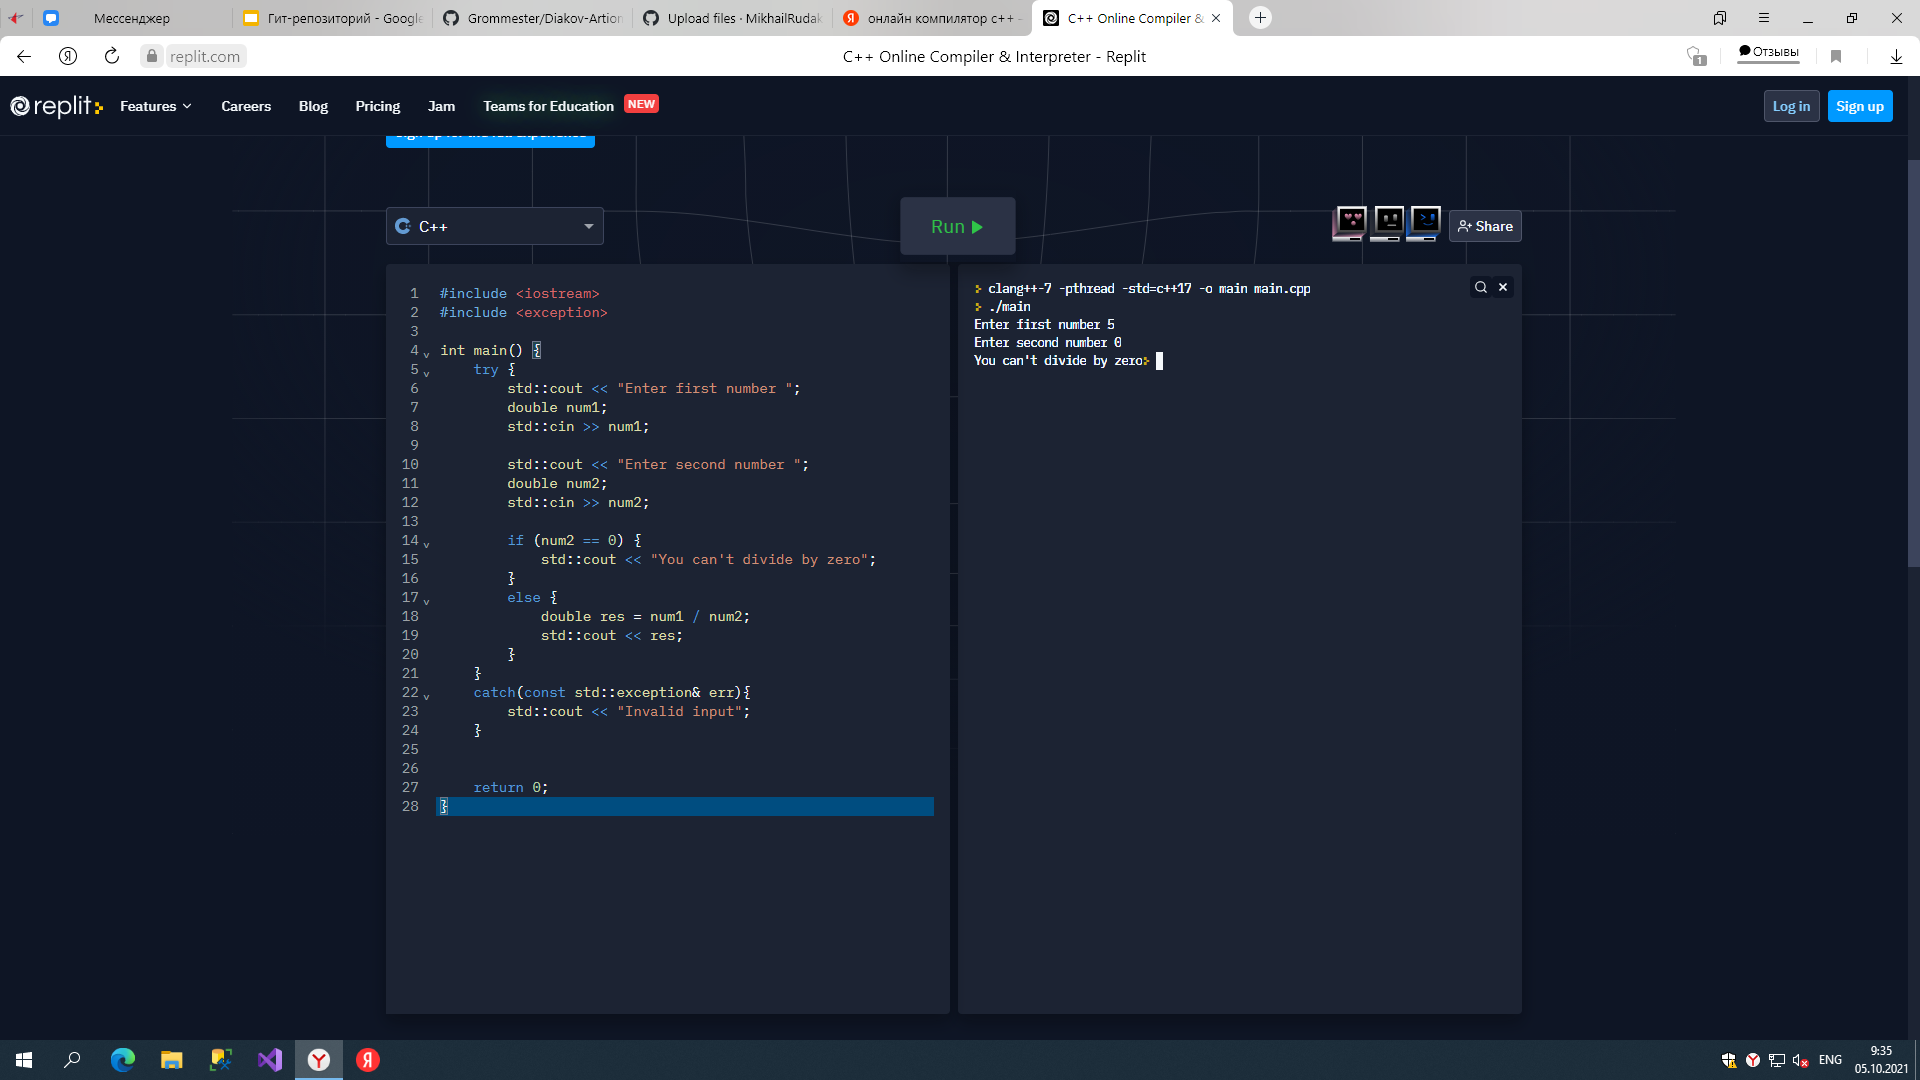 Мессенджер
Гит-репозиторий - Google
Grommester/Diakov-Artion
Upload files · MikhailRudak
онлайн компилятор c++ -
C++ Online Compiler &
replit.com
C++ Online Compiler & Interpreter - Replit
1
Отзывы
replit
Features
Careers
Blog
Pricing
Jam
Teams for Education
NEW
Log in
Sign up
C++
Run
Share
1 #include <iostream>
2 #include <exception>
3
4 int main() {
5 try {
6 std::cout << "Enter first number ";
7 double num1;
8 std::cin >> num1;
9
10 std::cout << "Enter second number ";
11 double num2;
12 std::cin >> num2;
13
14 if (num2 == 0) {
15 std::cout << "You can't divide by zero";
16 }
17 else {
18 double res = num1 / num2;
19 std::cout << res;
20 }
21 }
22 catch(const std::exception& err){
23 std::cout << "Invalid input";
24 }
25
26
27 return 0;
28 }
clang++-7 -pthread -std=c++17 -o main main.cpp
./main
Enter first number 5
Enter second number 0
You can't divide by zero
ENG
9:35
05.10.2021